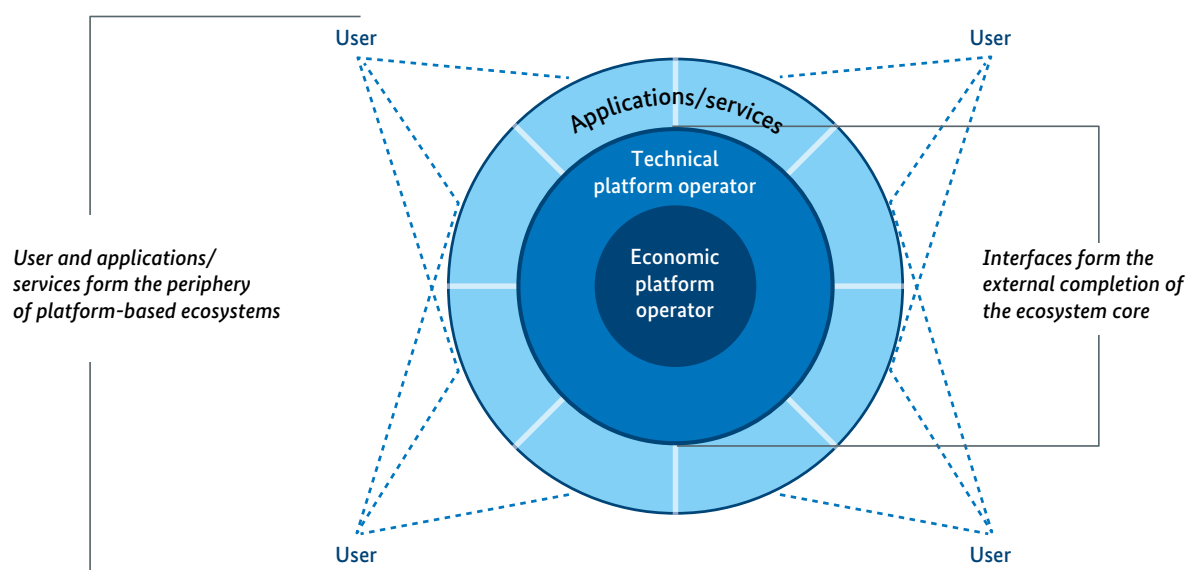 User
User
Applications/services
Technical
platform operator
Economic
platform
operator
User and applications/
services form the periphery
of platform-based ecosystems
Interfaces form the
external completion of
the ecosystem core
User
User